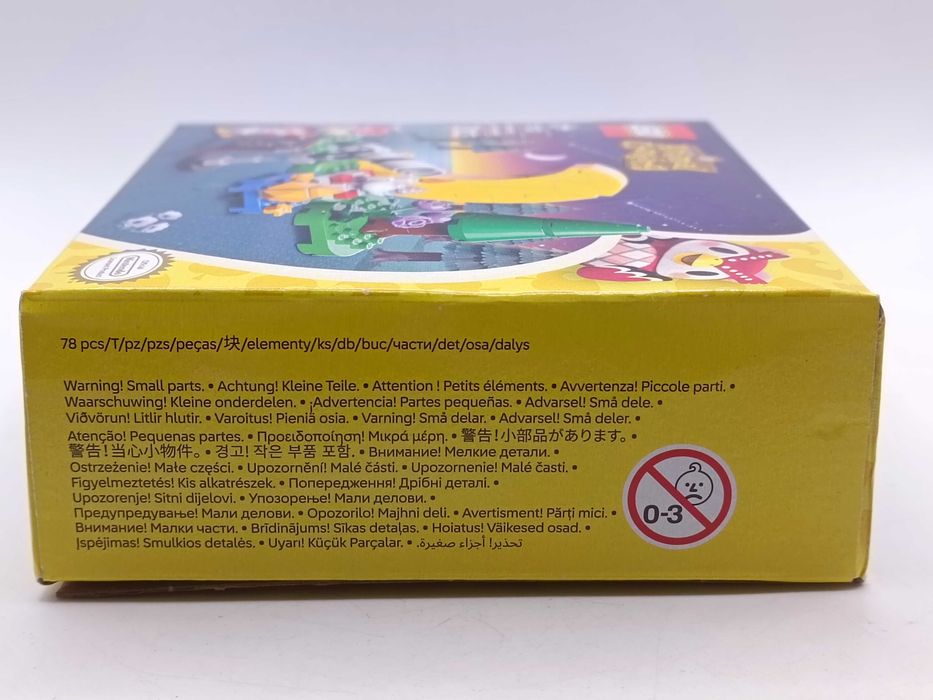 78 pcs/T/pz/pzs/peças/块/elementy/ks/db/buc/части/det/osa/dalys
Warning! Small parts. • Achtung! Kleine Teile. • Attention ! Petits éléments. • Avvertenza! Piccole parti. •
Waarschuwing! Kleine onderdelen. • ¡Advertencia! Partes pequeñas. • Advarsel! Små dele. •
Viðvörun! Litlir hlutir. • Varoitus! Pieniä osia. • Varning! Små delar. • Advarsel! Små deler. •
Atenção! Pequenas partes. • Προειδοποίηση! Μικρά μέρη. • 警告!小部品があります。 •
警告!当心小物件。 • 경고! 작은 부품 포함. • Внимание! Мелкие детали. •
Ostrzeżenie! Małe części. • Upozornění! Malé části. • Upozornenie! Malé časti. •
Figyelmeztetés! Kis alkatrészek. • Попередження! Дрібні деталі. •
Upozorenje! Sitni dijelovi. • Упозорење! Мали делови. •
Предупредување! Мали делови. • Opozorilo! Majhni deli. • Avertisment! Părți mici. •
Внимание! Малки части. • Brīdinājums! Sīkas detaļas. • Hoiatus! Väikesed osad. •
Įspėjimas! Smulkios detalės. • Uyarı! Küçük Parçalar. • تحذير! أجزاء صغيرة.
0-3